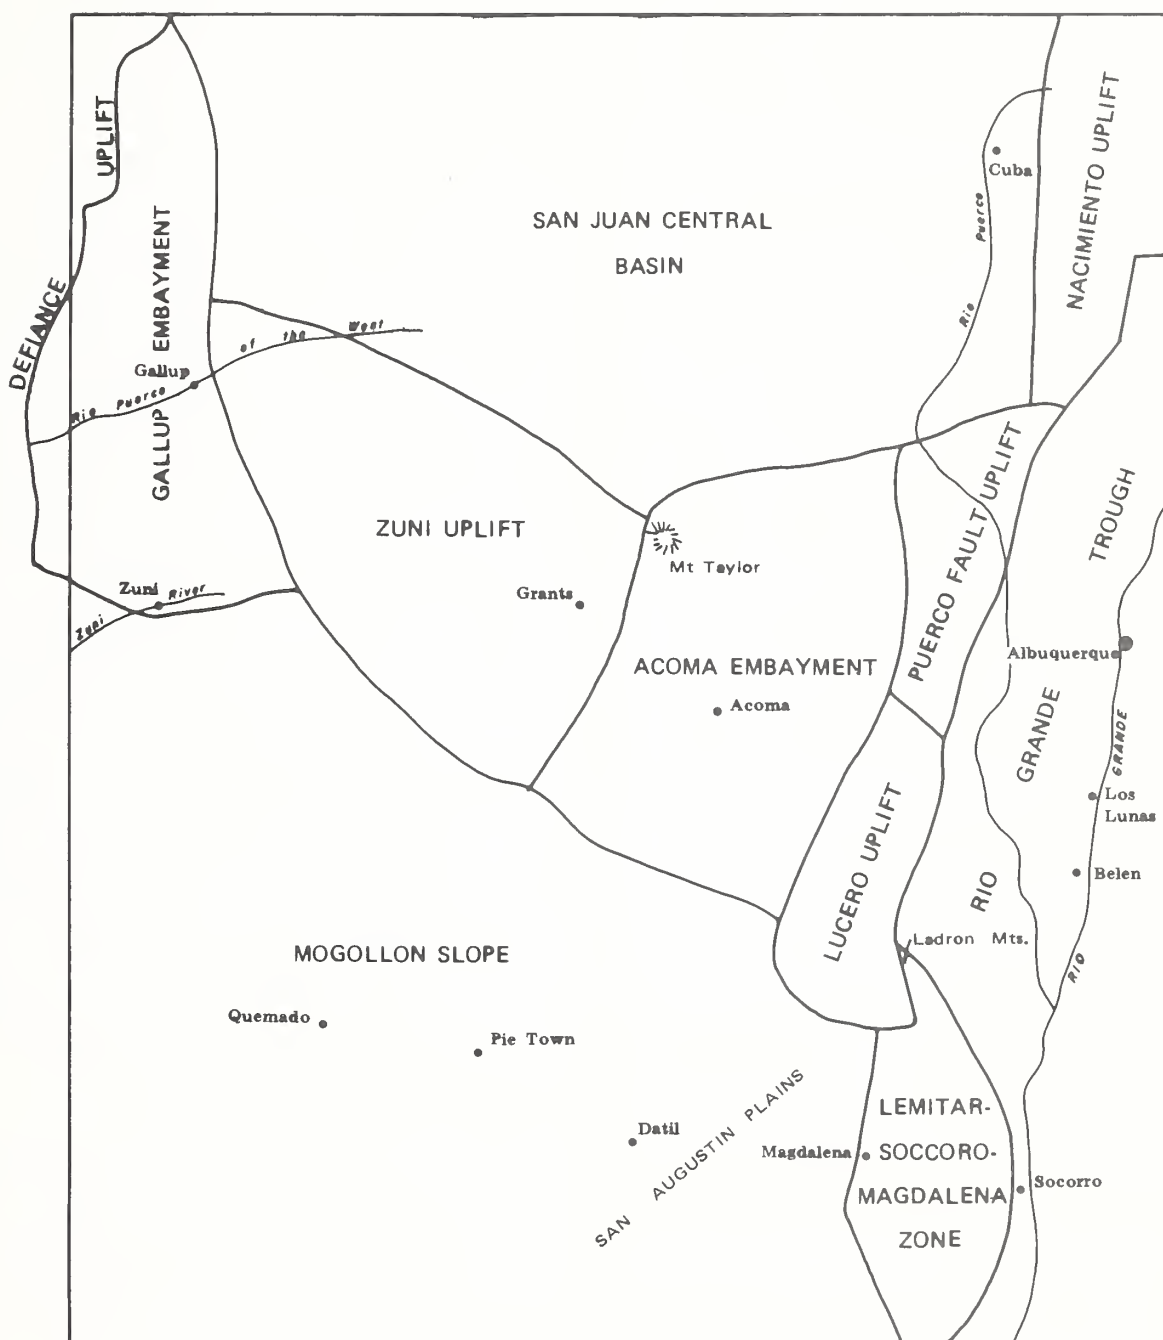 DEFIANCE UPLIFT
GALLUP EMBAYMENT
SAN JUAN CENTRAL
BASIN
Cuba
Rio Puerco
NACIMIENTO UPLIFT
Gallup
Rio Puerco of the West
ZUNI UPLIFT
Grants
Mt Taylor
Zuni
Zuni River
ACOMA EMBAYMENT
Acoma
PUERCO FAULT UPLIFT
RIO GRANDE TROUGH
Albuquerqu
RIO GRANDE
Los
Lunas
Belen
LUCERO UPLIFT
Ladron Mts.
MOGOLLON SLOPE
Quemado
Pie Town
Datil
SAN AUGUSTIN PLAINS
Magdalena
LEMITAR-
SOCCORO-
MAGDALENA
ZONE
Socorro